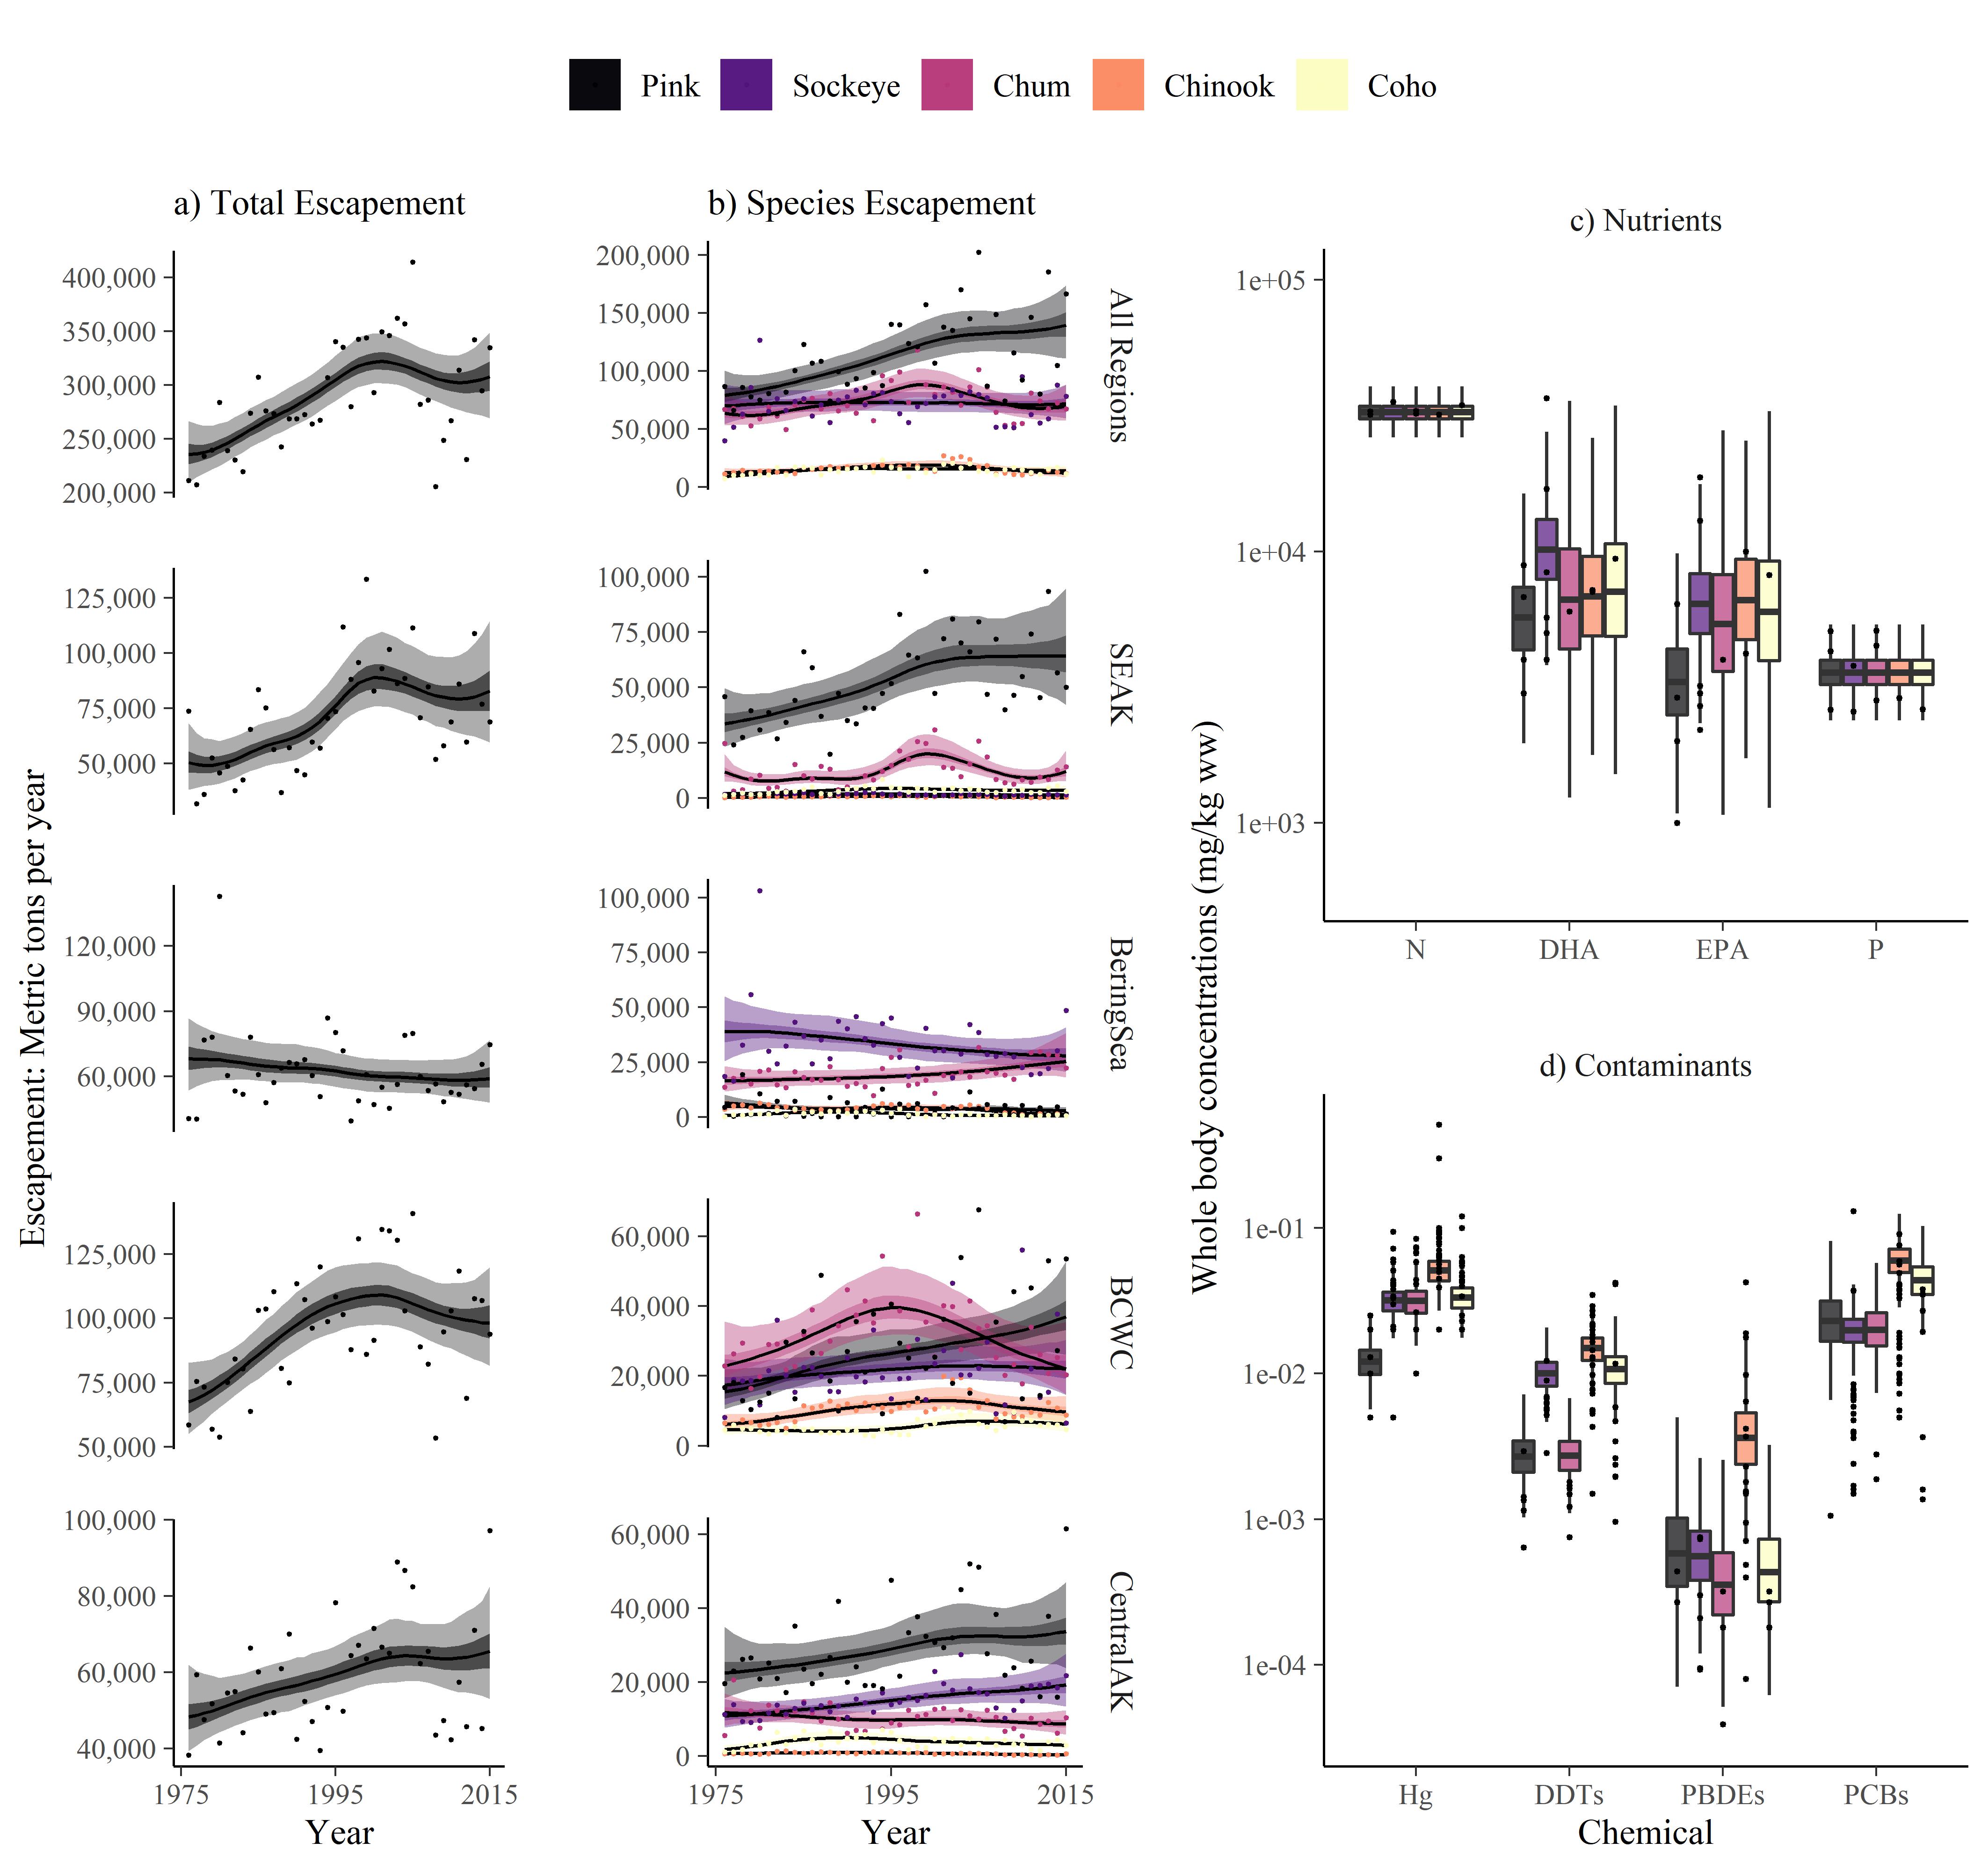 Pink Sockeye Chum Chinook Coho
a) Total Escapement
b) Species Escapement
c) Nutrients
d) Contaminants
Escapement: Metric tons per year
400,000
350,000
300,000
250,000
200,000
125,000
100,000
75,000
50,000
120,000
90,000
60,000
125,000
100,000
75,000
50,000
100,000
80,000
60,000
40,000
1975 1995 2015
Year
200,000
150,000
100,000
50,000
0
All Regions
100,000
75,000
50,000
25,000
0
SEAK
100,000
75,000
50,000
25,000
0
BeringSea
60,000
40,000
20,000
0
BCWC
60,000
40,000
20,000
0
CentralAK
1975 1995 2015
Year
Whole body concentrations (mg/kg ww)
1e+05
1e+04
1e+03
N DHA EPA P
1e-01
1e-02
1e-03
1e-04
Hg DDTs PBDEs PCBs
Chemical